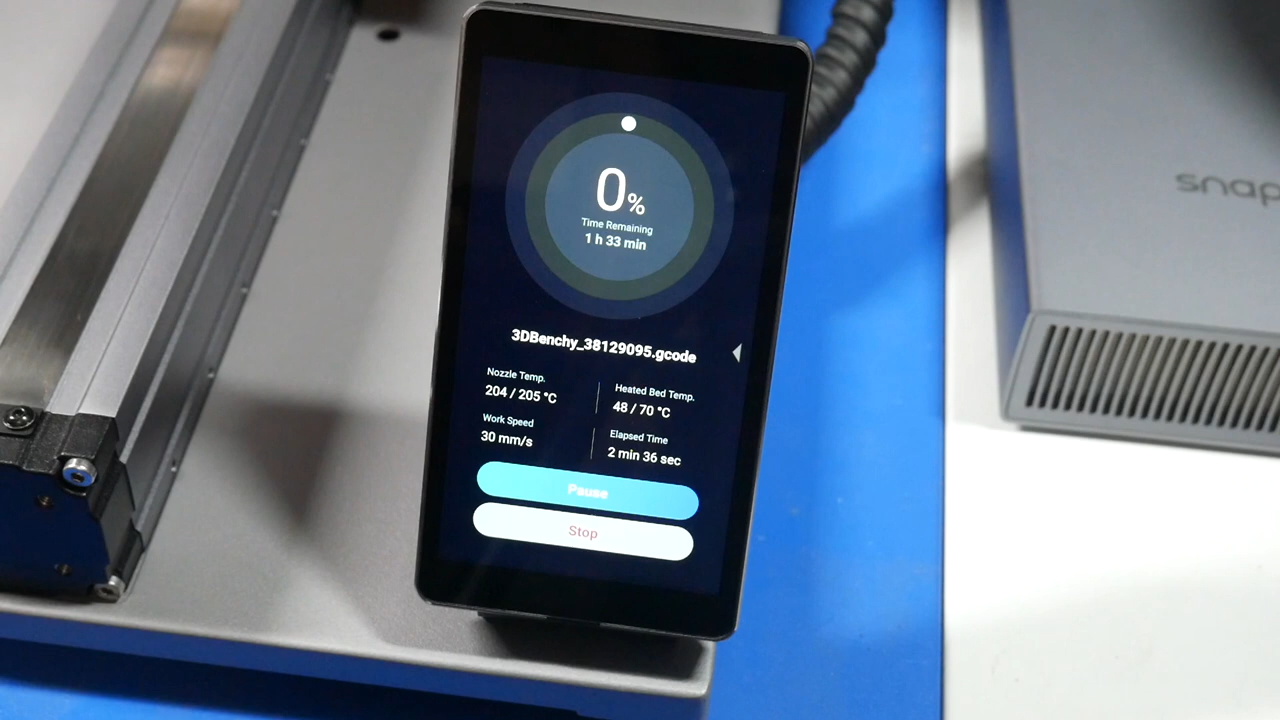 0%
Time Remaining
1 h 33 min
3DBenchy_38129095.gcode
Nozzle Temp.
204 / 205 °C
Heated Bed Temp.
48 / 70 °C
Work Speed
30 mm/s
Elapsed Time
2 min 36 sec
Pause
Stop
snap